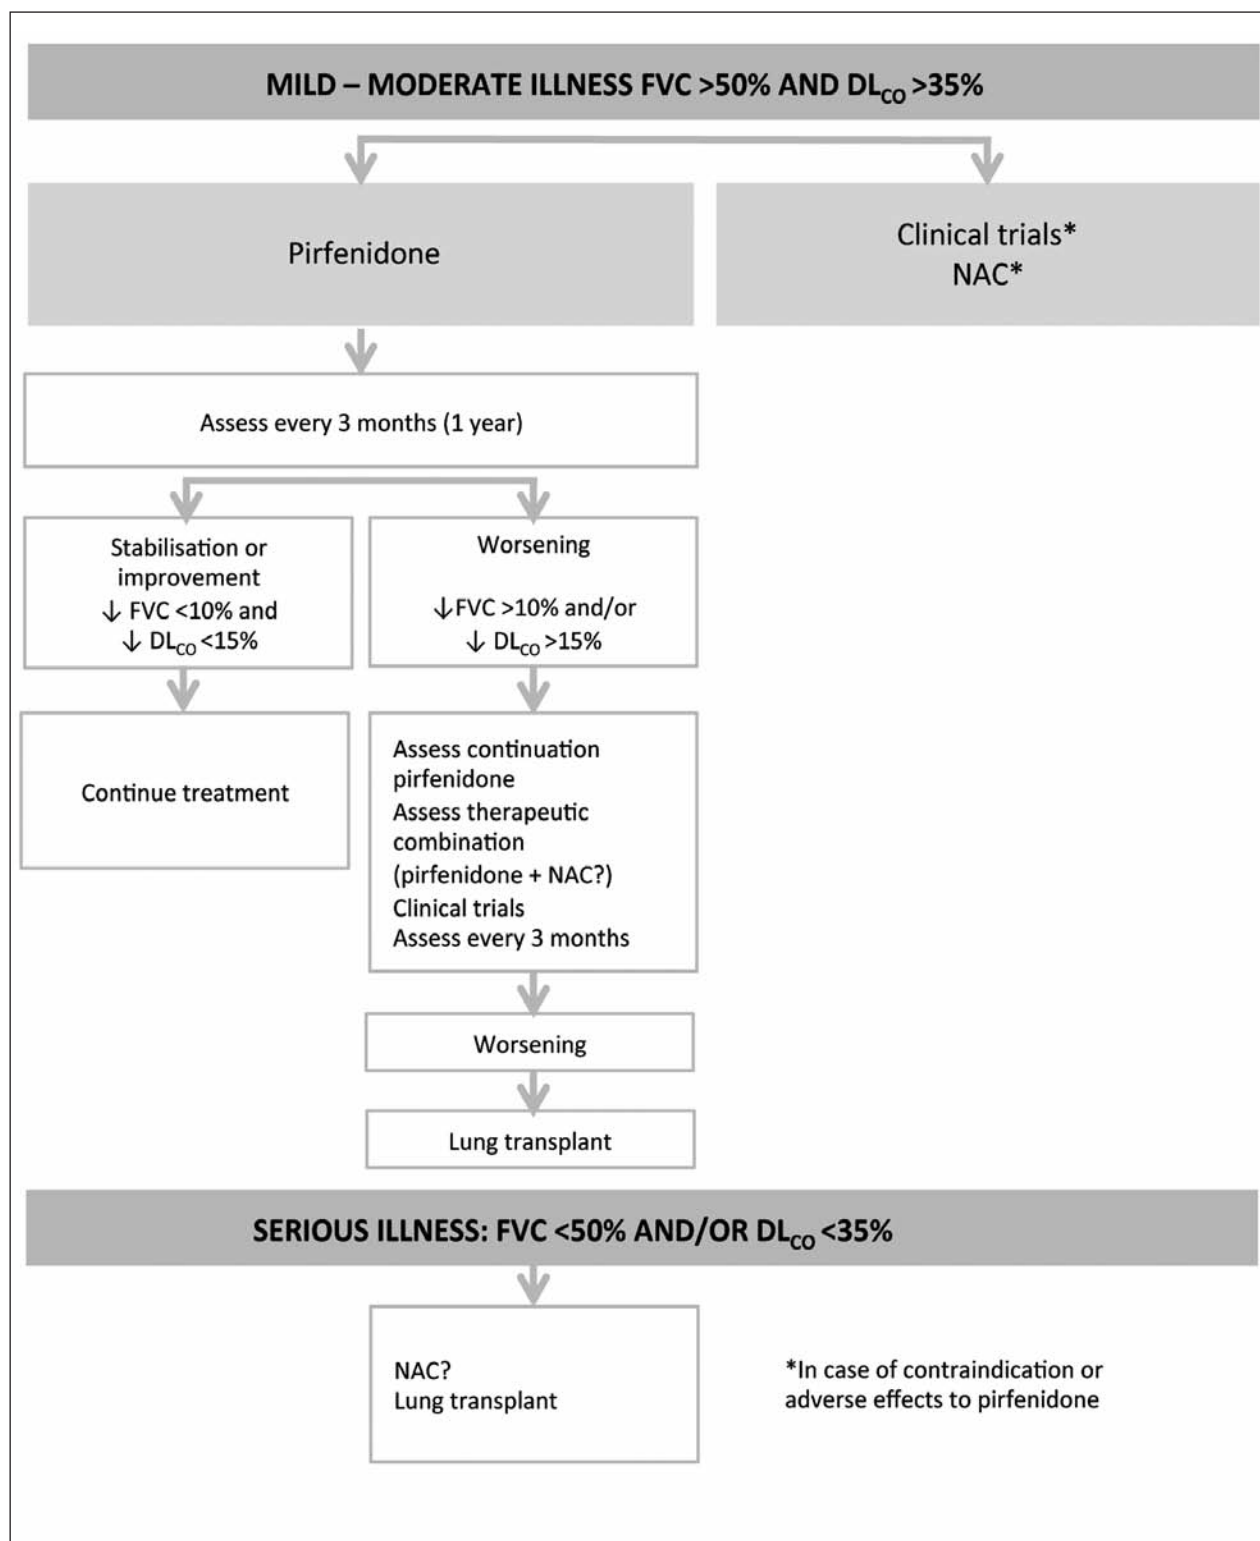 MILD – MODERATE ILLNESS FVC >50% AND DLCO >35%
Pirfenidone
Clinical trials*
NAC*
Assess every 3 months (1 year)
Stabilisation or
improvement
↓ FVC <10% and
↓ DLCO <15%
Worsening
↓FVC >10% and/or
↓ DLCO >15%
Continue treatment
Assess continuation
pirfenidone
Assess therapeutic
combination
(pirfenidone + NAC?)
Clinical trials
Assess every 3 months
Worsening
Lung transplant
SERIOUS ILLNESS: FVC <50% AND/OR DLCO <35%
NAC?
Lung transplant
*In case of contraindication or
adverse effects to pirfenidone